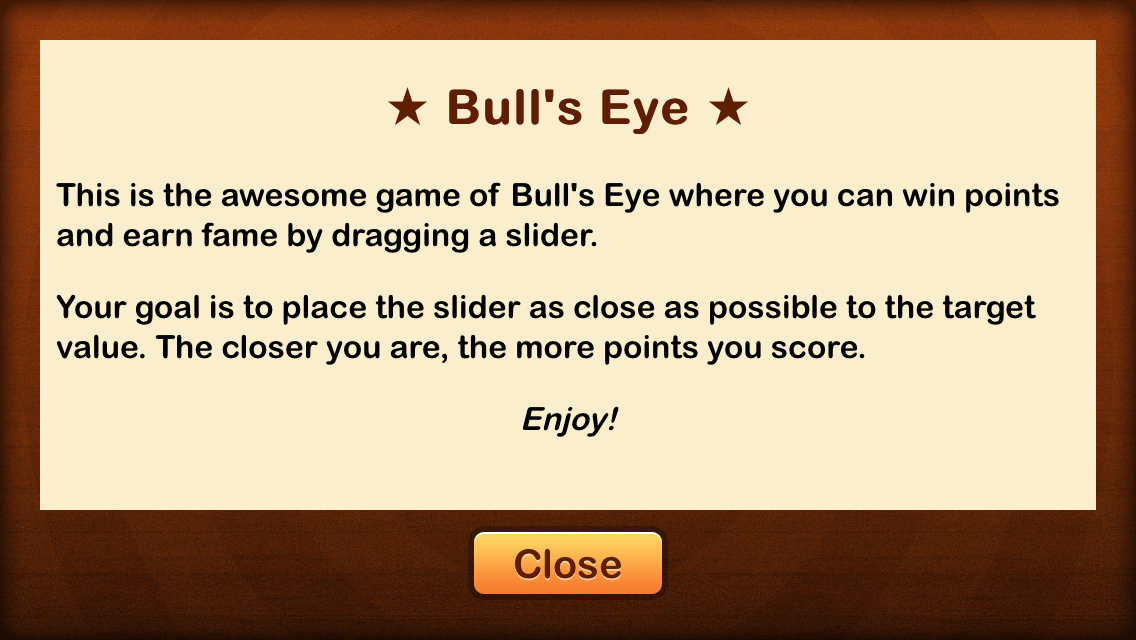 ★ Bull's Eye ★
This is the awesome game of Bull's Eye where you can win points
and earn fame by dragging a slider.
Your goal is to place the slider as close as possible to the target
value. The closer you are, the more points you score.
Enjoy!
Close